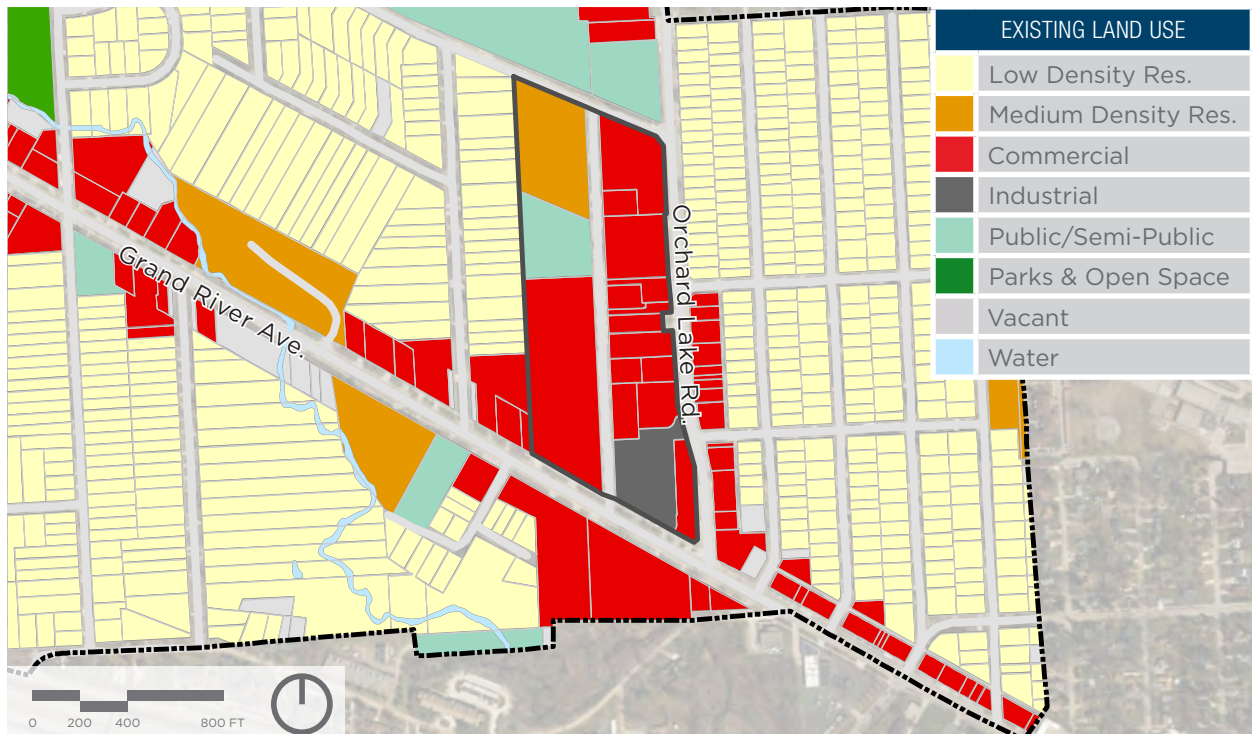 EXISTING LAND USE
Low Density Res.
Medium Density Res.
Commercial
Industrial
Public/Semi-Public
Parks & Open Space
Vacant
Water
Grand River Ave.
Orchard Lake Rd.
0 200 400 800 FT